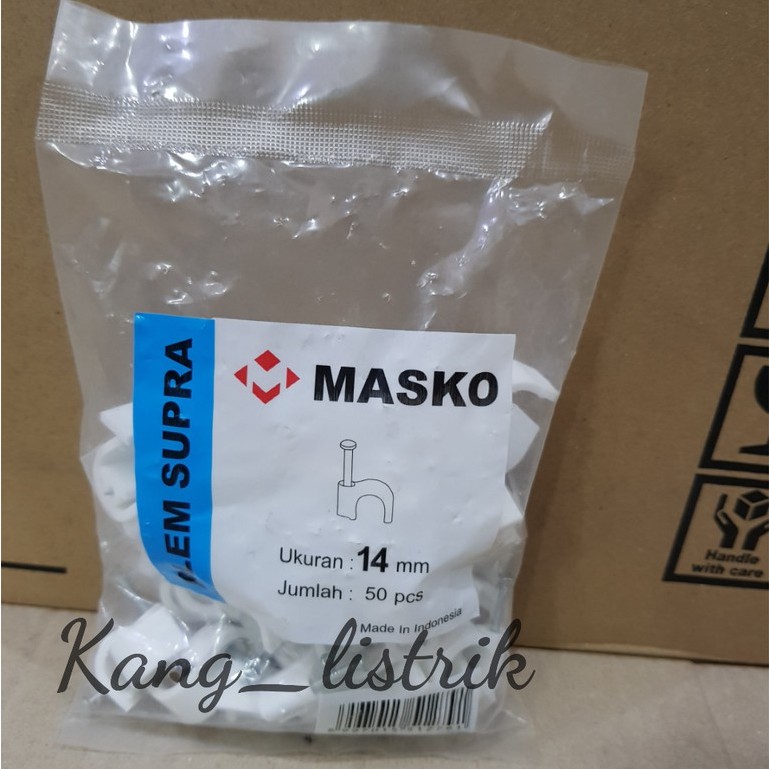 KLEM SUPRA
MASKO
Ukuran : 14 mm
Jumlah : 50 pcs
Made In Indonesia
Kang_listrik
Handle
with care